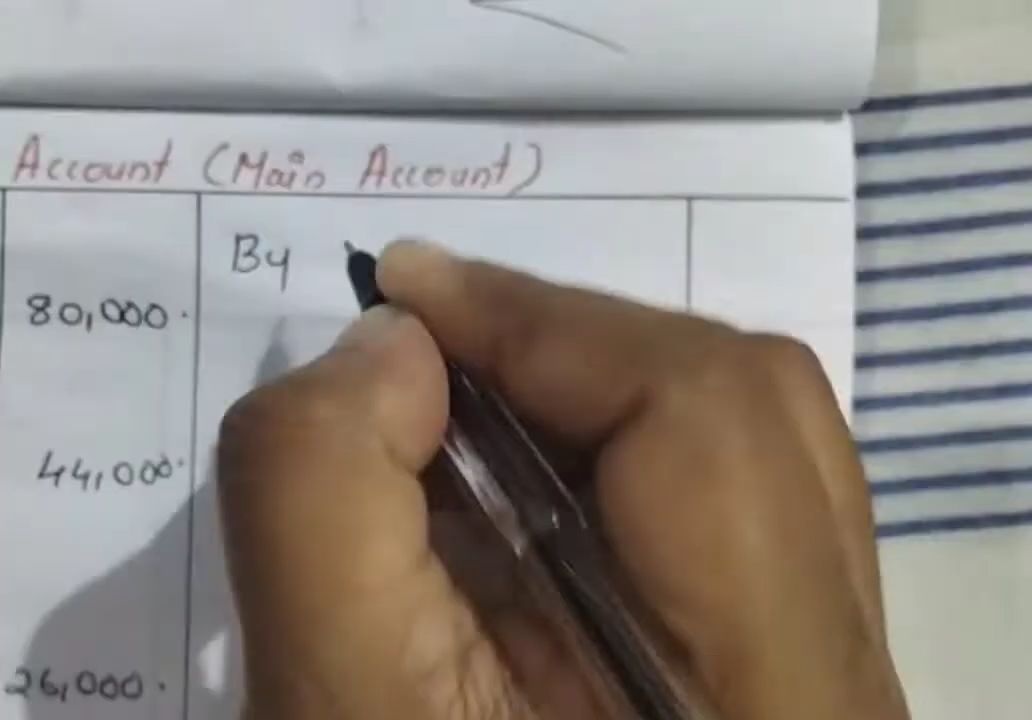 Account (Main Account)
By
80,000.
44,000.
26,000.